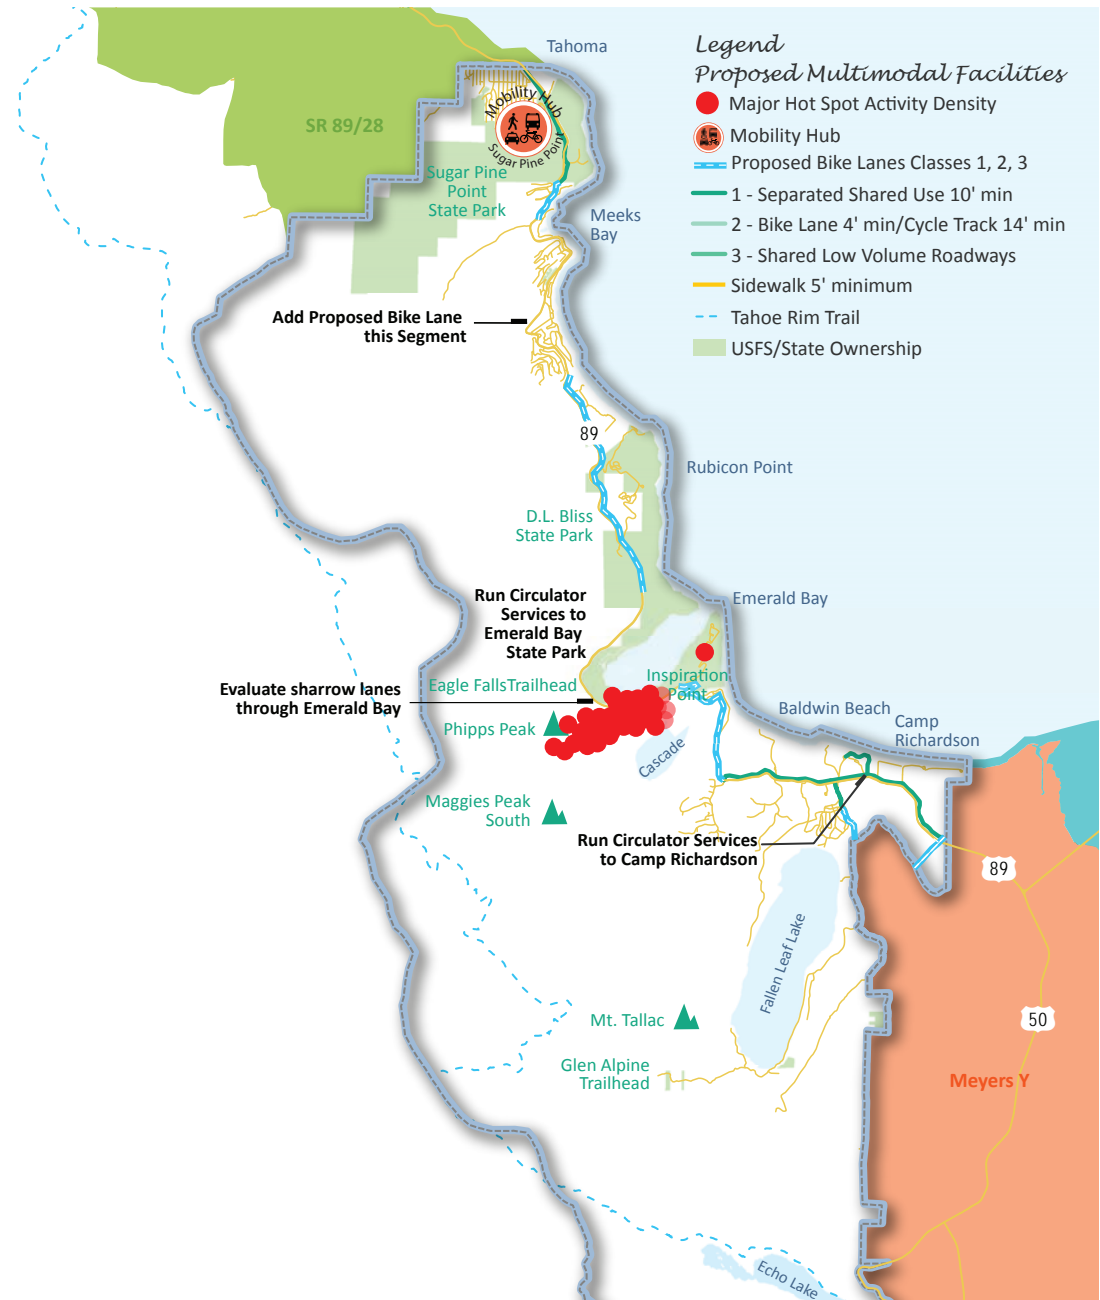 Legend
Proposed Multimodal Facilities
Major Hot Spot Activity Density
Mobility Hub
Proposed Bike Lanes Classes 1, 2, 3
1 - Separated Shared Use 10' min
2 - Bike Lane 4' min/Cycle Track 14' min
3 - Shared Low Volume Roadways
Sidewalk 5' minimum
Tahoe Rim Trail
USFS/State Ownership
Tahoma
Mobility Hub
Sugar Pine Point
SR 89/28
Sugar Pine
Point
State Park
Meeks
Bay
Add Proposed Bike Lane
this Segment
89
Rubicon Point
D.L. Bliss
State Park
Run Circulator
Services to
Emerald Bay
State Park
Emerald Bay
Inspiration
Point
Eagle FallsTrailhead
Evaluate sharrow lanes
through Emerald Bay
Phipps Peak
Cascade
Baldwin Beach
Camp
Richardson
Maggies Peak
South
Run Circulator Services
to Camp Richardson
89
Fallen Leaf Lake
Mt. Tallac
50
Glen Alpine
Trailhead
Meyers Y
Echo Lake